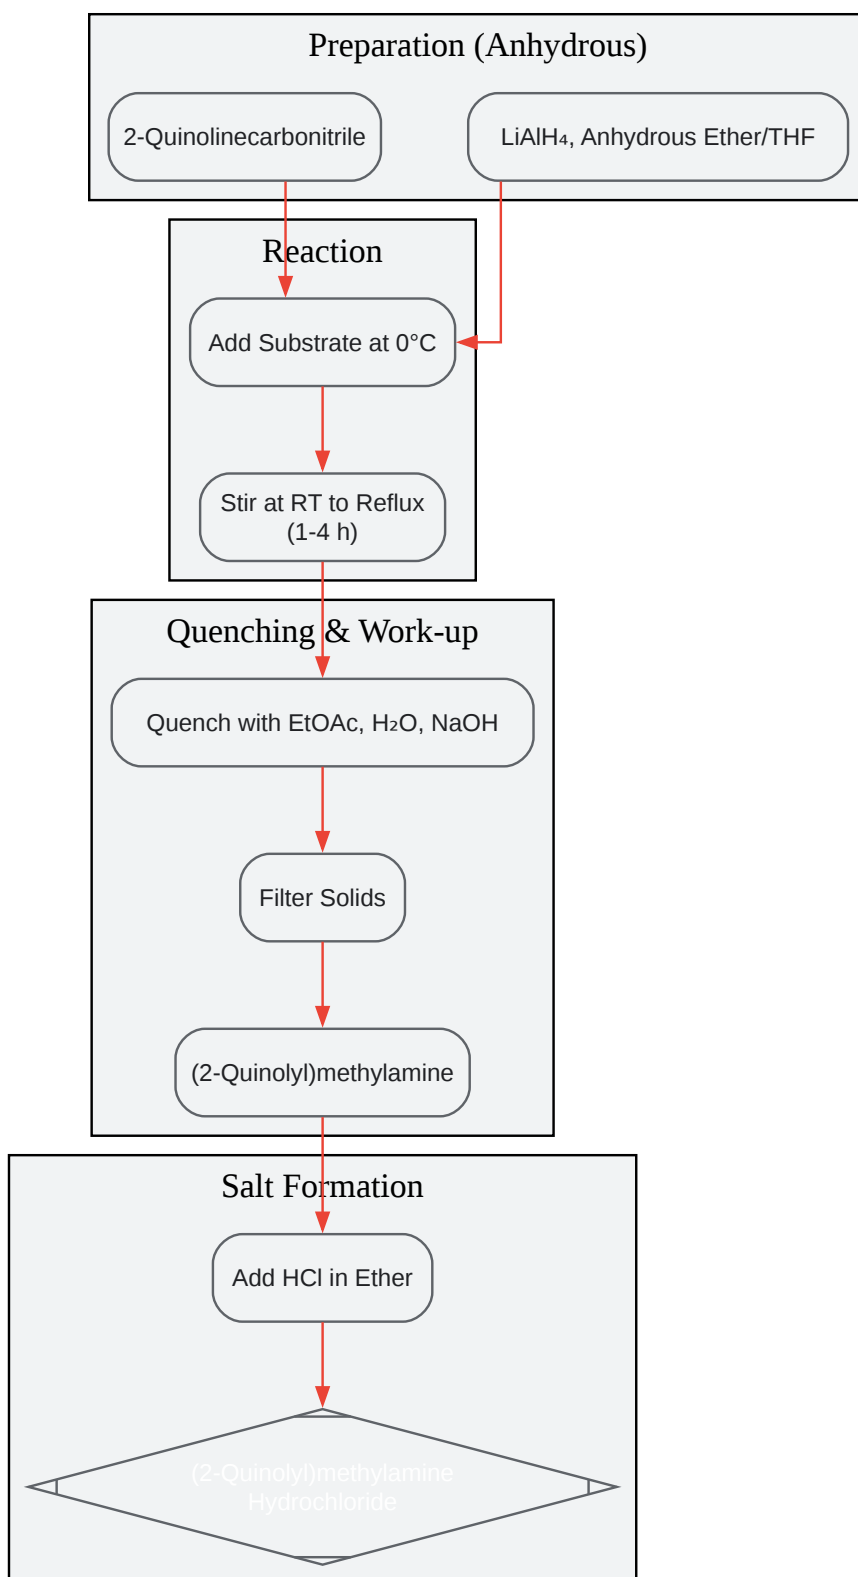 Preparation (Anhydrous)
2-Quinolinecarbonitrile
LiAlH₄, Anhydrous Ether/THF
Reaction
Add Substrate at 0°C
Stir at RT to Reflux
(1-4 h)
Quenching & Work-up
Quench with EtOAc, H₂O, NaOH
Filter Solids
(2-Quinolyl)methylamine
Salt Formation
Add HCl in Ether
(2-Quinolyl)methylamine
Hydrochloride